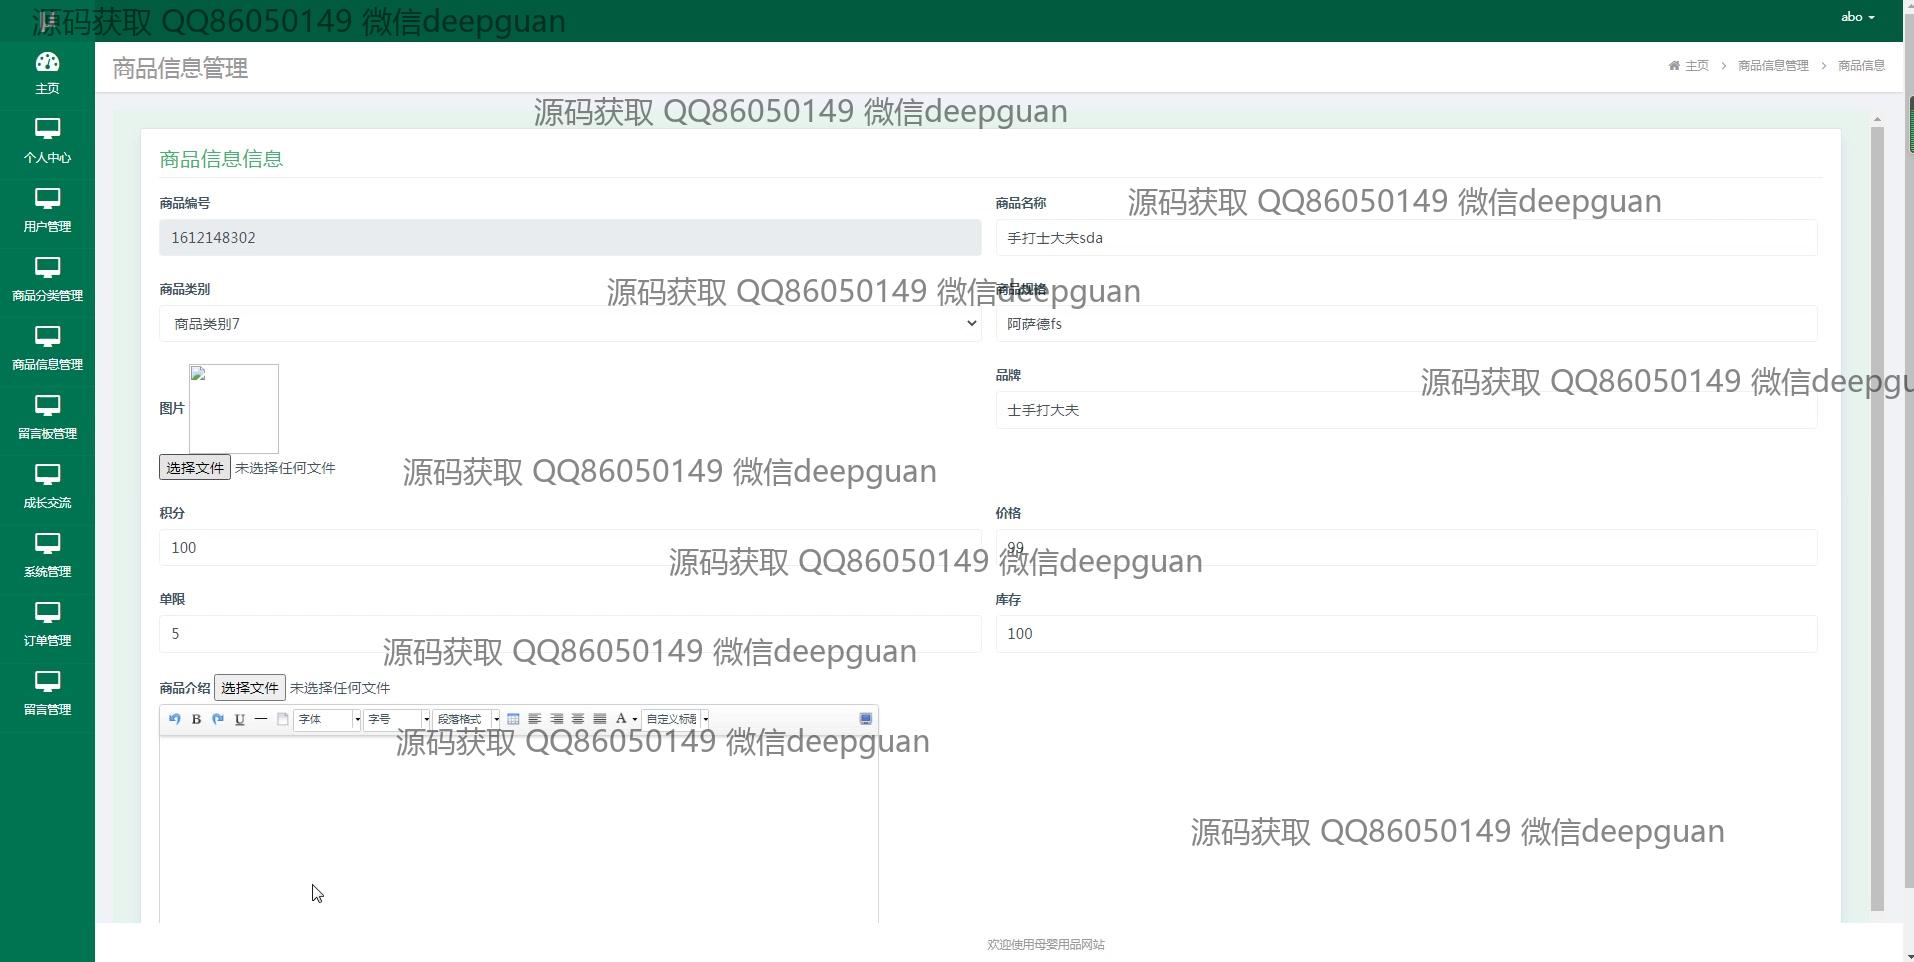 源码获取 QQ86050149 微信deepguan
abo
主页
个人中心
用户管理
商品分类管理
商品信息管理
留言板管理
成长交流
系统管理
订单管理
留言管理
商品信息管理
主页 > 商品信息管理 > 商品信息
源码获取 QQ86050149 微信deepguan
商品信息信息
商品编号
1612148302
商品名称
手打士大夫sda
源码获取 QQ86050149 微信deepguan
商品类别
商品类别7
源码获取 QQ86050149 微信deepguan
商品规格
阿萨德fs
图片
选择文件 未选择任何文件
品牌
士手打大夫
源码获取 QQ86050149 微信deepgu
源码获取 QQ86050149 微信deepguan
积分
100
价格
99
源码获取 QQ86050149 微信deepguan
单限
5
库存
100
源码获取 QQ86050149 微信deepguan
商品介绍 选择文件 未选择任何文件
B U 字体 字号 段落格式 A 自定义标题
源码获取 QQ86050149 微信deepguan
源码获取 QQ86050149 微信deepguan
欢迎使用母婴用品网站